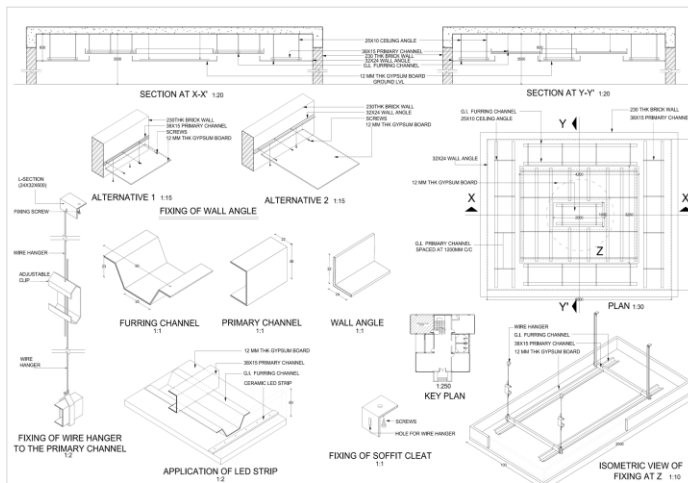 25X10 CEILING ANGLE
38X15 PRIMARY CHANNEL
230 THK BRICK WALL
32X24 WALL ANGLE
G.I. FURRING CHANNEL
12 MM THK GYPSUM BOARD
GROUND LVL
SECTION AT X-X' 1:20
SECTION AT Y-Y' 1:20
230THK BRICK WALL
38X15 PRIMARY CHANNEL
SCREWS
12 MM THK GYPSUM BOARD
ALTERNATIVE 1 1:15
230THK BRICK WALL
32X24 WALL ANGLE
SCREWS
12 MM THK GYPSUM BOARD
ALTERNATIVE 2 1:15
FIXING OF WALL ANGLE
L-SECTION
(24X32X600)
FIXING SCREW
WIRE HANGER
ADJUSTABLE
CLIP
WIRE
HANGER
FIXING OF WIRE HANGER
TO THE PRIMARY CHANNEL
1:2
FURRING CHANNEL
1:1
PRIMARY CHANNEL
1:1
WALL ANGLE
1:1
12 MM THK GYPSUM BOARD
38X15 PRIMARY CHANNEL
G.I. FURRING CHANNEL
CERAMIC LED STRIP
APPLICATION OF LED STRIP
1:2
SCREWS
HOLE FOR WIRE HANGER
FIXING OF SOFFIT CLEAT
1:1
1:250
KEY PLAN
G.I. FURRING CHANNEL
25X10 CEILING ANGLE
Y
230 THK BRICK WALL
38X15 PRIMARY CHANNEL
32X24 WALL ANGLE
12 MM THK GYPSUM BOARD
X
X
Z
G.I. PRIMARY CHANNEL
SPACED AT 1200MM C/C
Y'
PLAN 1:30
WIRE HANGER
G.I. FURRING CHANNEL
38X15 PRIMARY CHANNEL
12 MM THK GYPSUM BOARD
ISOMETRIC VIEW OF
FIXING AT Z 1:10